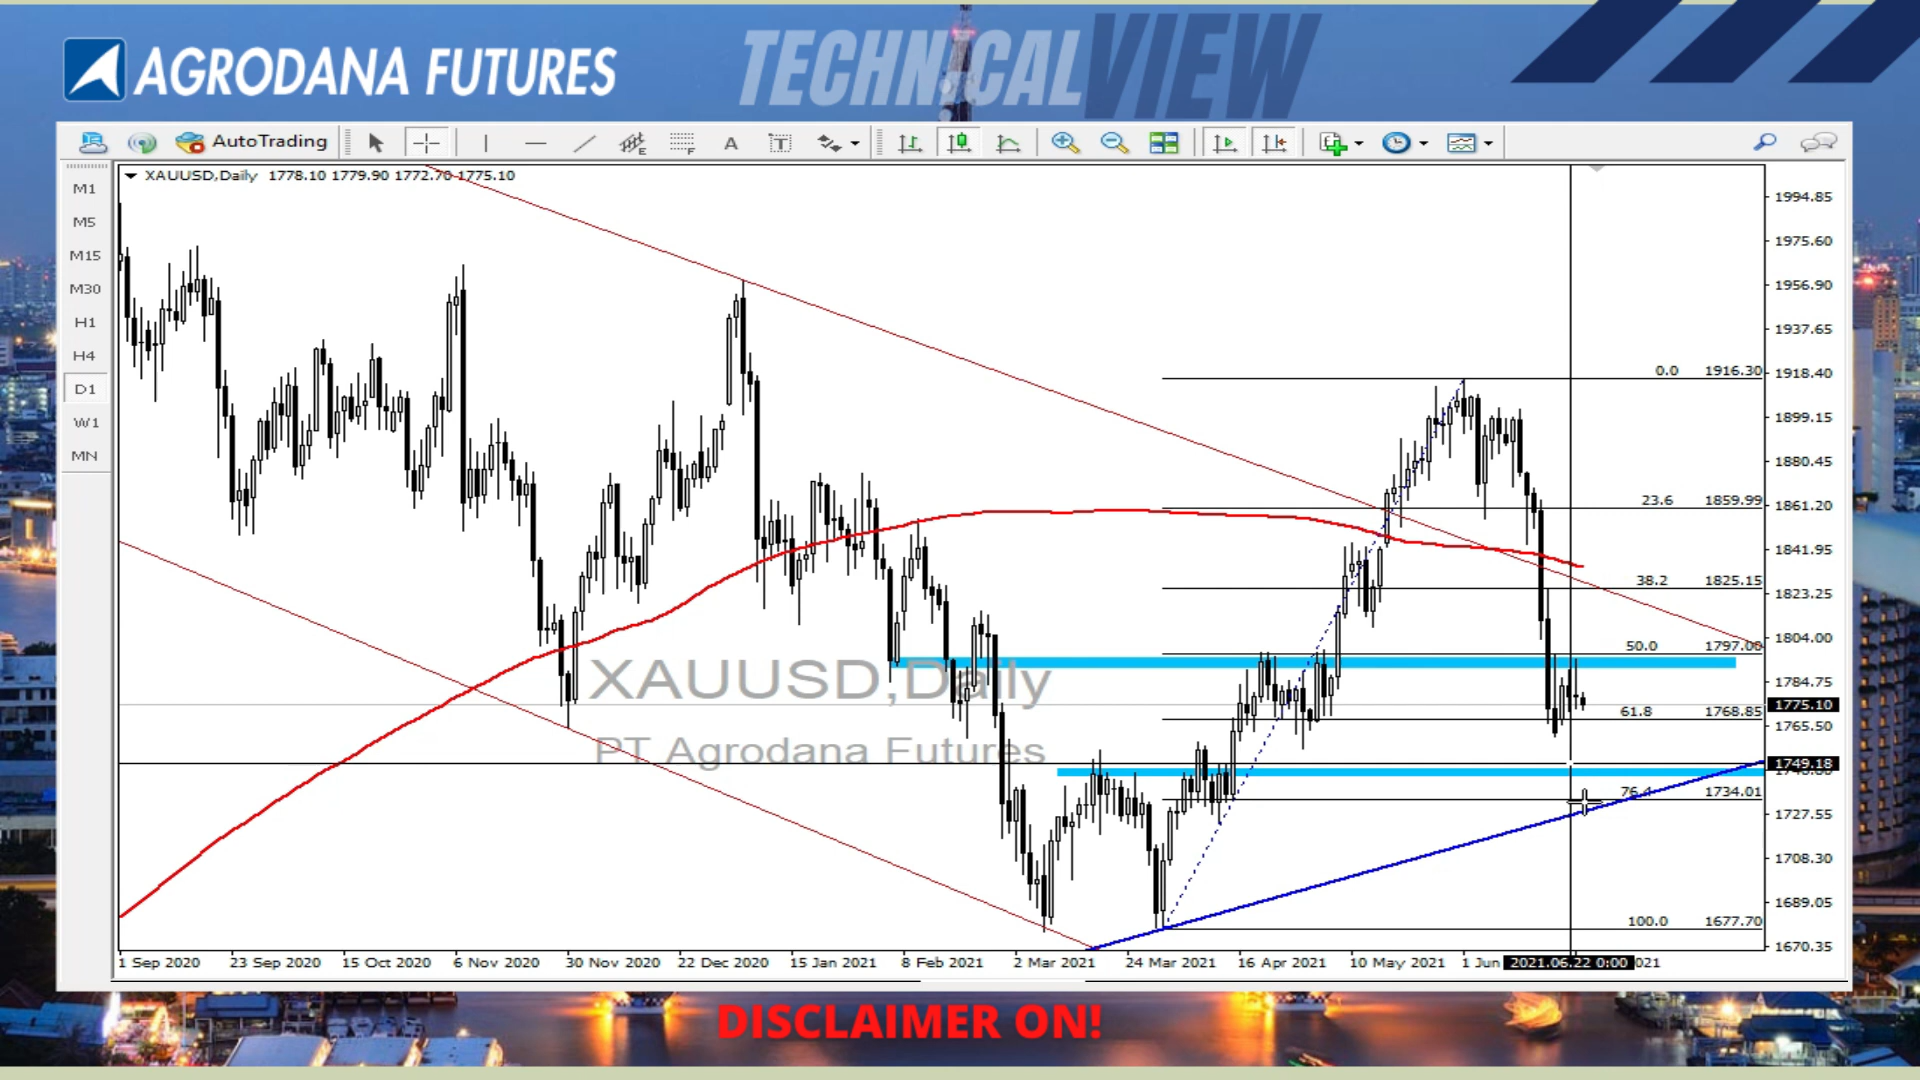 AGRODANA FUTURES
TECHNICAL VIEW
AutoTrading
E
F
A
T
M1
M5
M15
M30
H1
H4
D1
W1
MN
XAUUSD,Daily 1778.10 1779.90 1772.70 1775.10
XAUUSD,Daily
PT Agrodana Futures
0.0 1916.30
23.6 1859.99
38.2 1825.15
50.0 1797.00
61.8 1768.85
76.4 1734.01
100.0 1677.70
1994.85
1975.60
1956.90
1937.65
1918.40
1899.15
1880.45
1861.20
1841.95
1823.25
1804.00
1784.75
1775.10
1765.50
1749.18
1727.55
1708.30
1689.05
1670.35
1 Sep 2020 23 Sep 2020 15 Oct 2020 6 Nov 2020 30 Nov 2020 22 Dec 2020 15 Jan 2021 8 Feb 2021 2 Mar 2021 24 Mar 2021 16 Apr 2021 10 May 2021 1 Jun 2021.06.22 0:00 021
DISCLAIMER ON!